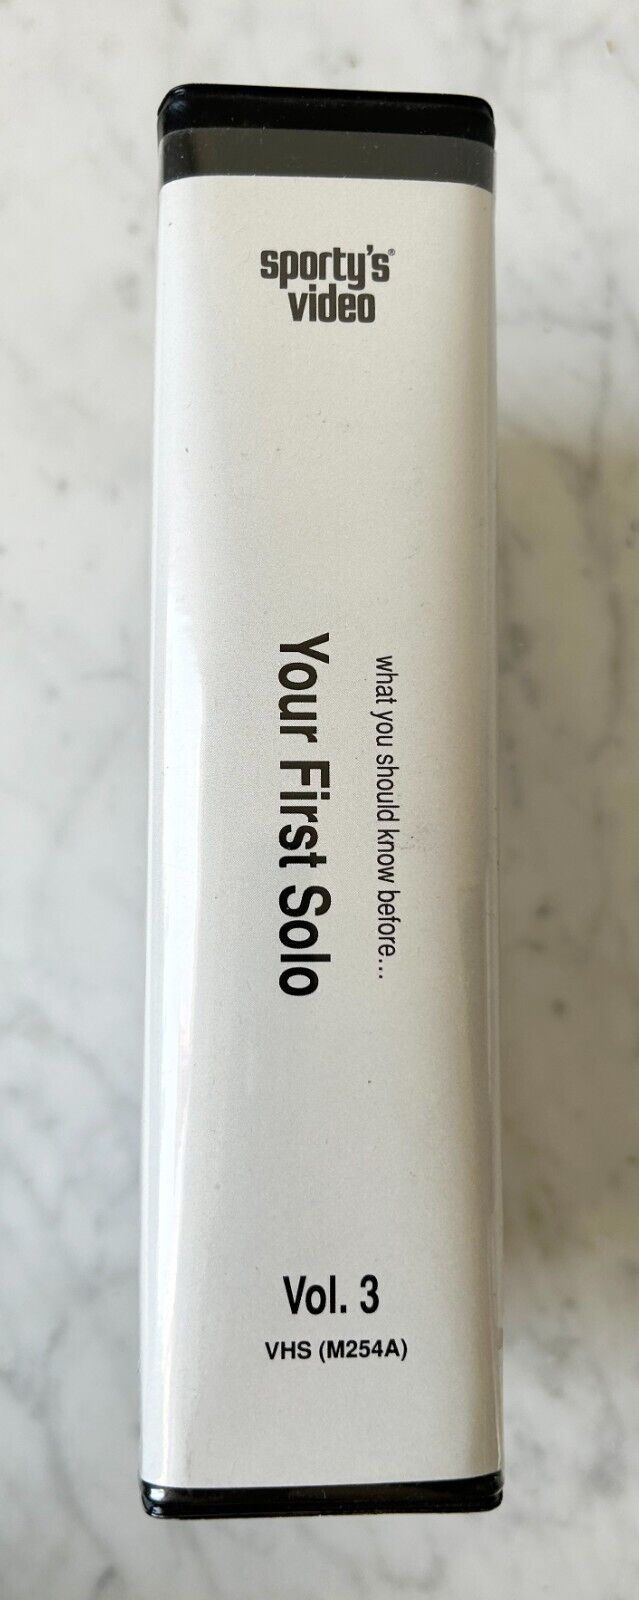 sporty's®
video
what you should know before...
Your First Solo
Vol. 3
VHS (M254A)